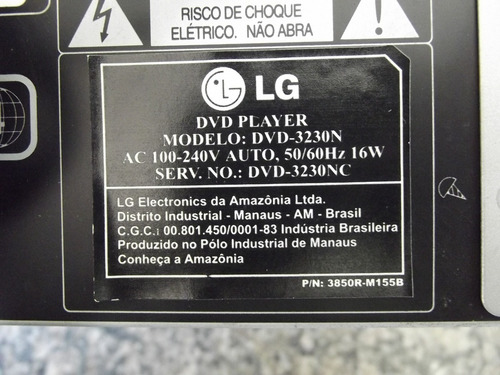 RISCO DE CHOQUE
ELÉTRICO. NÃO ABRA
LG
DVD PLAYER
MODELO: DVD-3230N
AC 100-240V AUTO, 50/60Hz 16W
SERV. NO.: DVD-3230NC
LG Electronics da Amazônia Ltda.
Distrito Industrial - Manaus - AM - Brasil
C.G.C.: 00.801.450/0001-83 Indústria Brasileira
Produzido no Pólo Industrial de Manaus
Conheça a Amazônia
P/N: 3850R-M155B